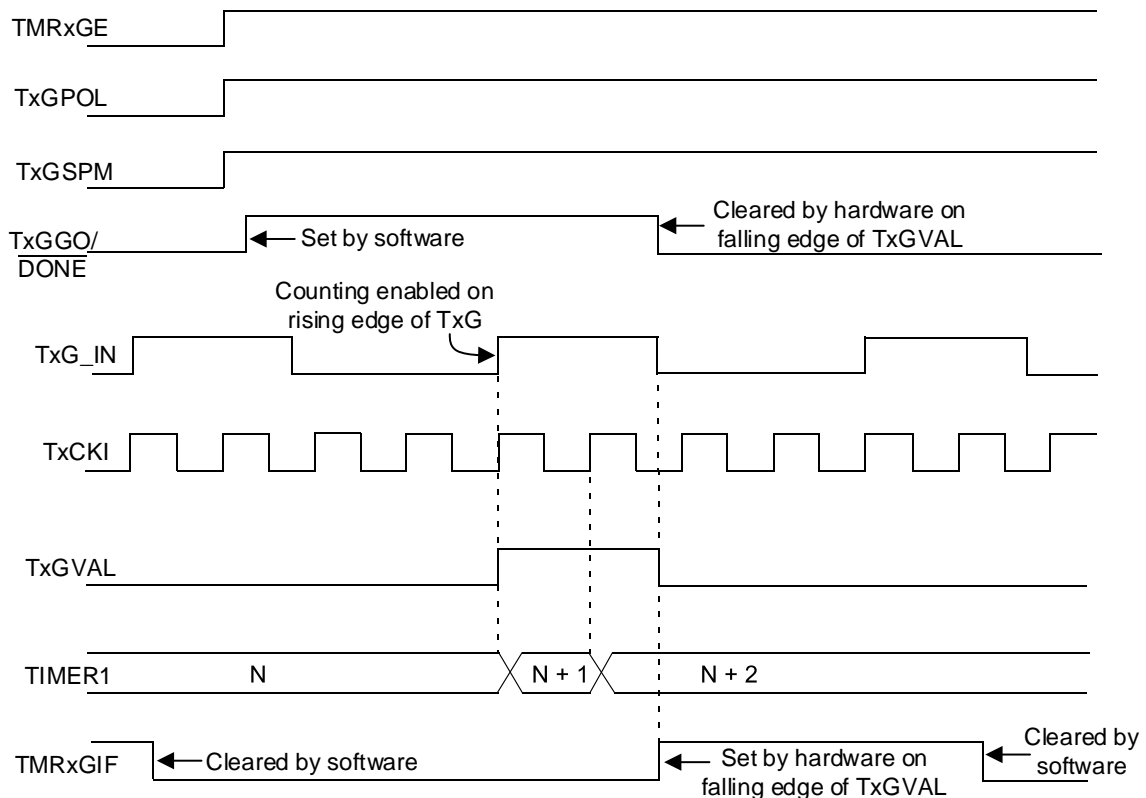 TMRxGE
TxGPOL
TxGSPM
TxGGO/
DONE
Set by software
Cleared by hardware on
falling edge of TxGVAL
Counting enabled on
rising edge of TxG
TxG_IN
TxCKI
TxGVAL
TIMER1
N
N + 1
N + 2
TMRxGIF
Cleared by software
Set by hardware on
falling edge of TxGVAL
Cleared by
software